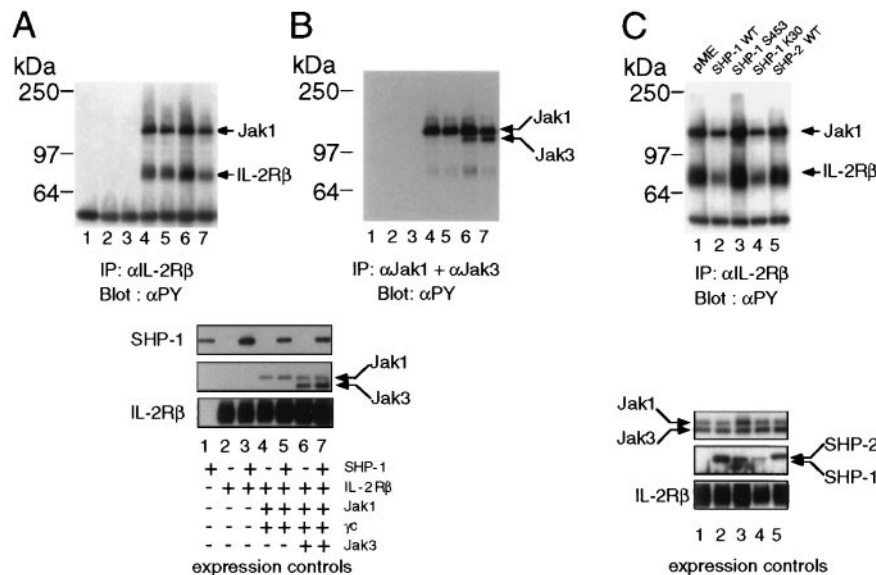 A
kDa
250
97
64
Jak1
IL-2Rβ
1 2 3 4 5 6 7
IP: αIL-2Rβ
Blot : αPY
B
kDa
250
97
64
Jak1
Jak3
1 2 3 4 5 6 7
IP: αJak1 + αJak3
Blot: αPY
C
kDa
250
97
64
pME
SHP-1 WT
SHP-1 S453
SHP-1 K30
SHP-2 WT
Jak1
IL-2Rβ
1 2 3 4 5
IP: αIL-2Rβ
Blot: αPY
SHP-1
Jak1
Jak3
IL-2Rβ
1 2 3 4 5 6 7
+ - + - + - + SHP-1
- + + + + + + IL-2Rβ
- - - + + + + Jak1
- - - + + + + γc
- - - - - + + Jak3
expression controls
Jak1
Jak3
SHP-2
SHP-1
IL-2Rβ
1 2 3 4 5
expression controls